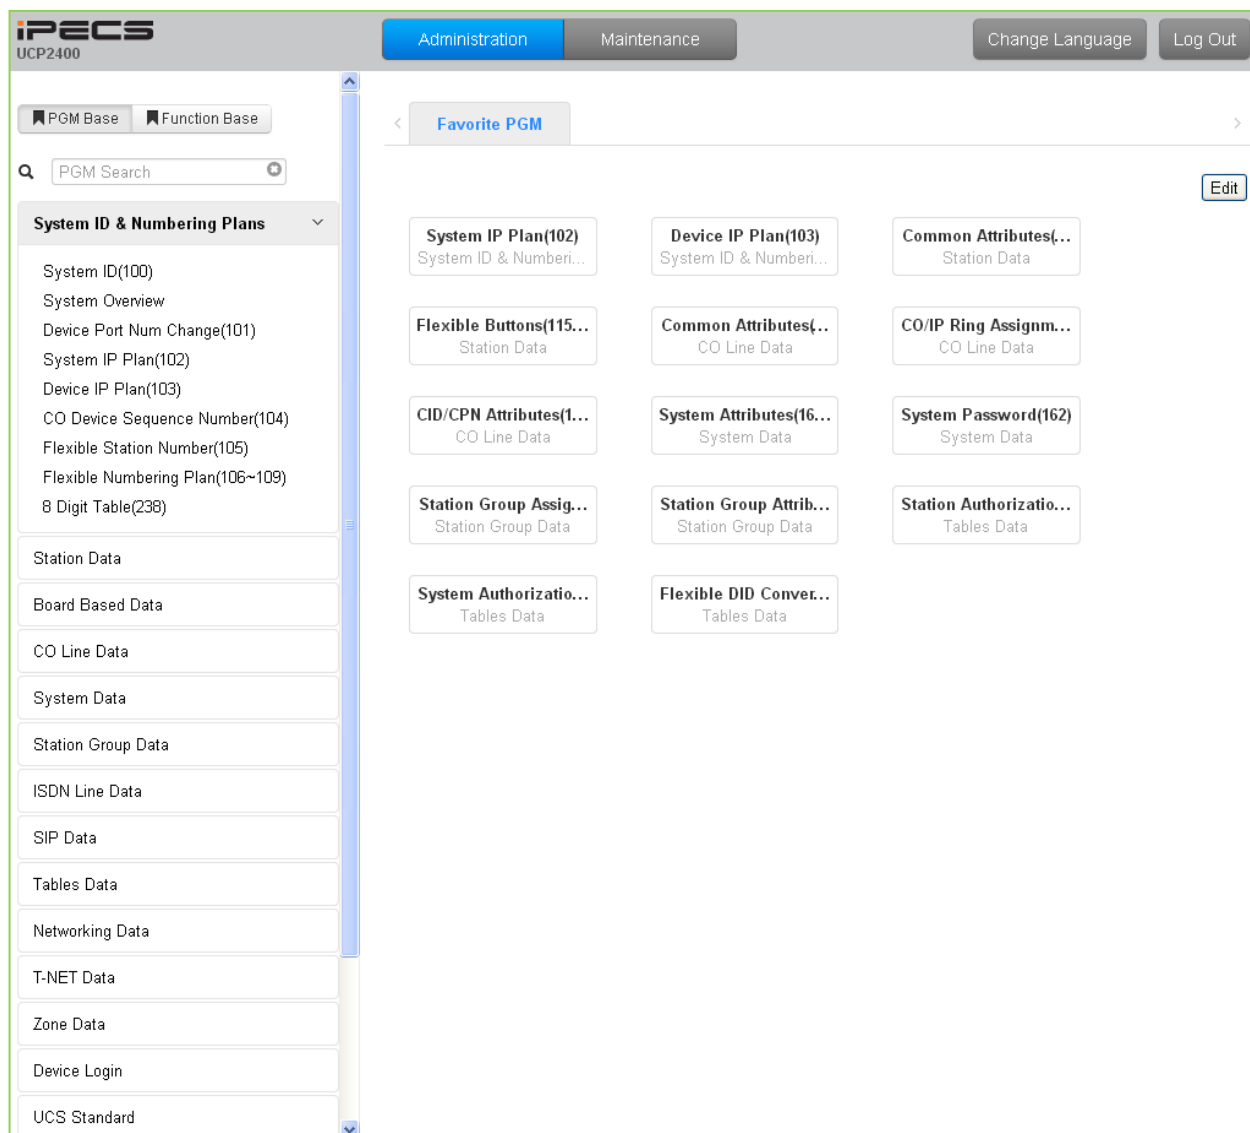 iPECS
UCP2400
Administration
Maintenance
Change Language
Log Out
PGM Base
Function Base
PGM Search
System ID & Numbering Plans
System ID(100)
System Overview
Device Port Num Change(101)
System IP Plan(102)
Device IP Plan(103)
CO Device Sequence Number(104)
Flexible Station Number(105)
Flexible Numbering Plan(106~109)
8 Digit Table(238)
Station Data
Board Based Data
CO Line Data
System Data
Station Group Data
ISDN Line Data
SIP Data
Tables Data
Networking Data
T-NET Data
Zone Data
Device Login
UCS Standard
Favorite PGM
Edit
System IP Plan(102)
System ID & Numberi...
Device IP Plan(103)
System ID & Numberi...
Common Attributes(...
Station Data
Flexible Buttons(115...
Station Data
Common Attributes(...
CO Line Data
CO/IP Ring Assignm...
CO Line Data
CID/CPN Attributes(1...
CO Line Data
System Attributes(16...
System Data
System Password(162)
System Data
Station Group Assig...
Station Group Data
Station Group Attrib...
Station Group Data
Station Authorizatio...
Tables Data
System Authorizatio...
Tables Data
Flexible DID Conver...
Tables Data